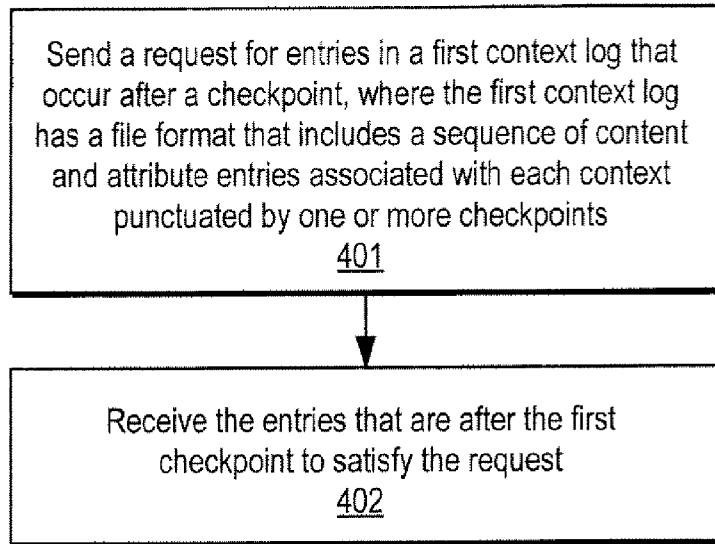 Send a request for entries in a first context log that
occur after a checkpoint, where the first context log
has a file format that includes a sequence of content
and attribute entries associated with each context
punctuated by one or more checkpoints
401
Receive the entries that are after the first
checkpoint to satisfy the request
402